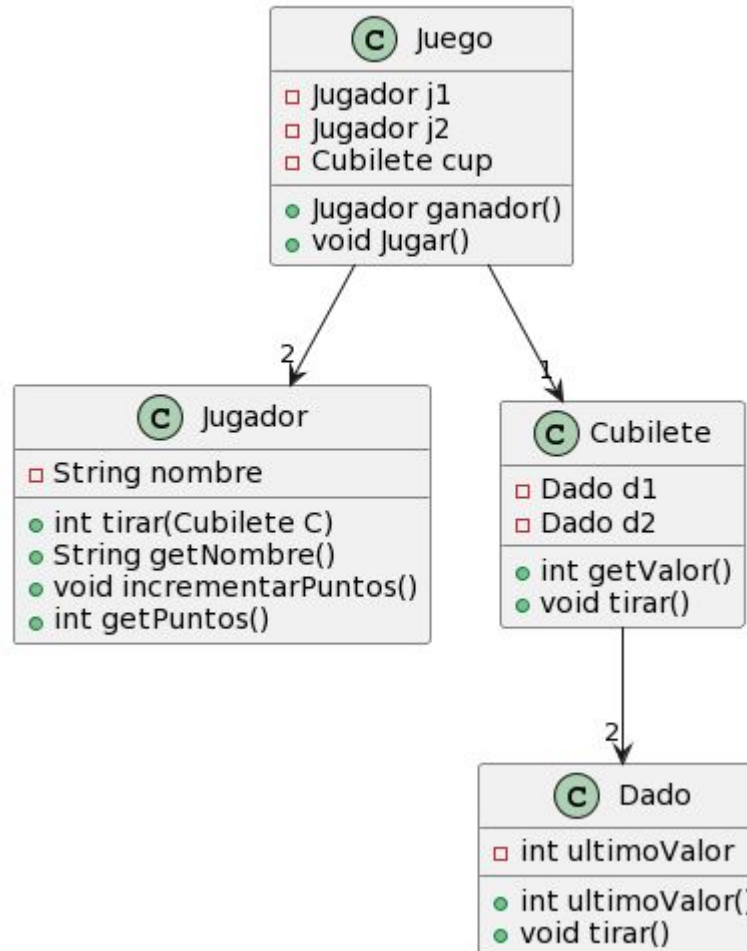 C Juego
Jugador j1
Jugador j2
Cubilete cup
Jugador ganador()
void Jugar()
2
1
C Jugador
String nombre
int tirar(Cubilete C)
String getNombre()
void incrementarPuntos()
int getPuntos()
C Cubilete
Dado d1
Dado d2
int getValor()
void tirar()
2
C Dado
int ultimoValor
int ultimoValor()
void tirar()